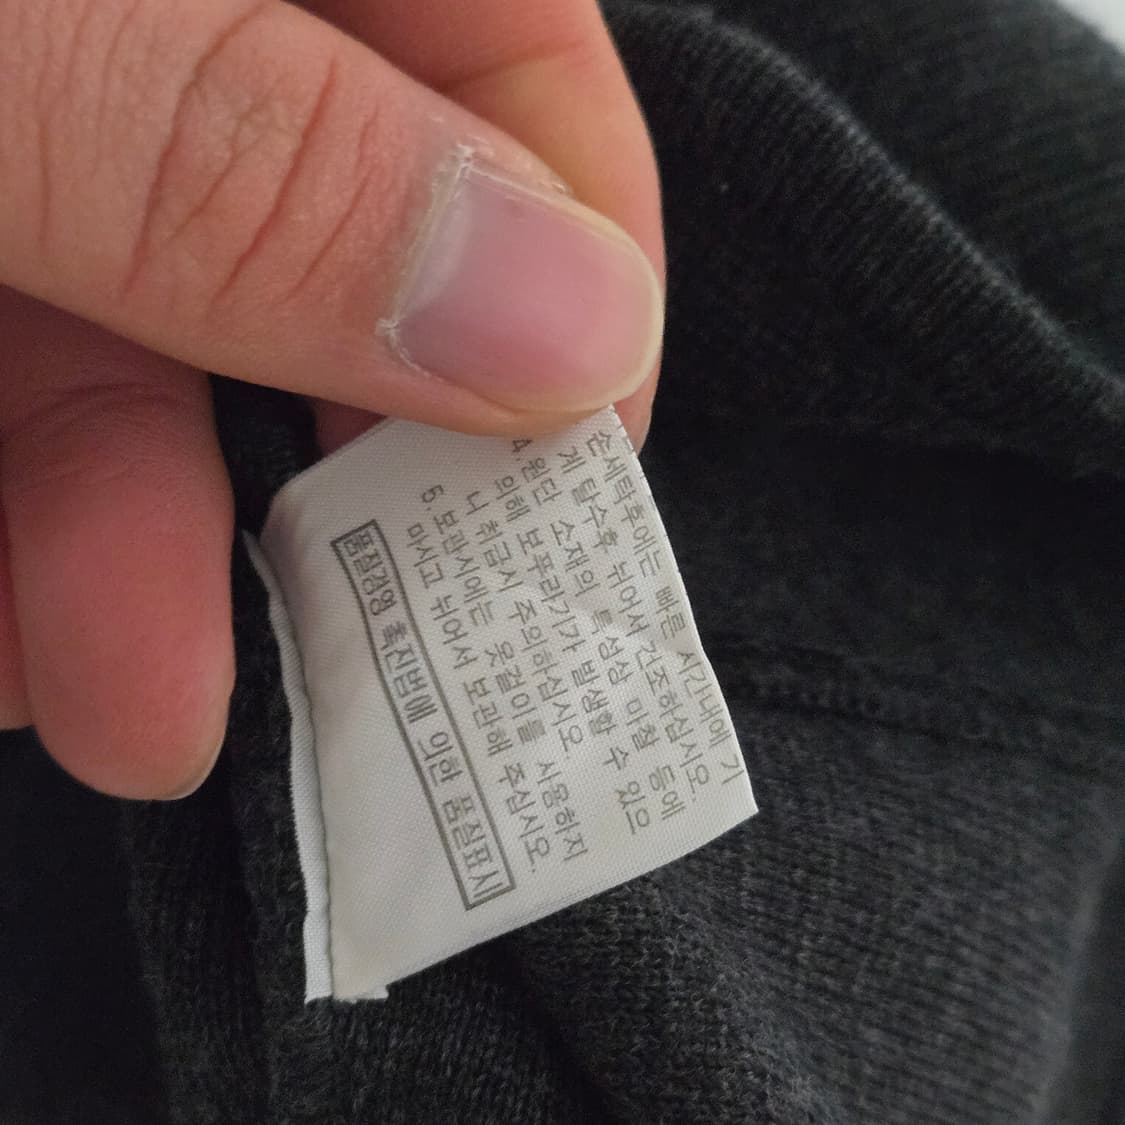 손세탁후에는 빠른 시간내에 기
계 탈수후 뉘어서 건조하십시오.
4. 원단 소재의 특성상 마찰 등에
의해 보푸리기가 발생할 수 있으
니 취급시 주의하십시오.
5. 보관시에는 옷걸이를 사용하지
마시고 뉘어서 보관해 주십시오.
품질경영 촉진법에 의한 품질표시